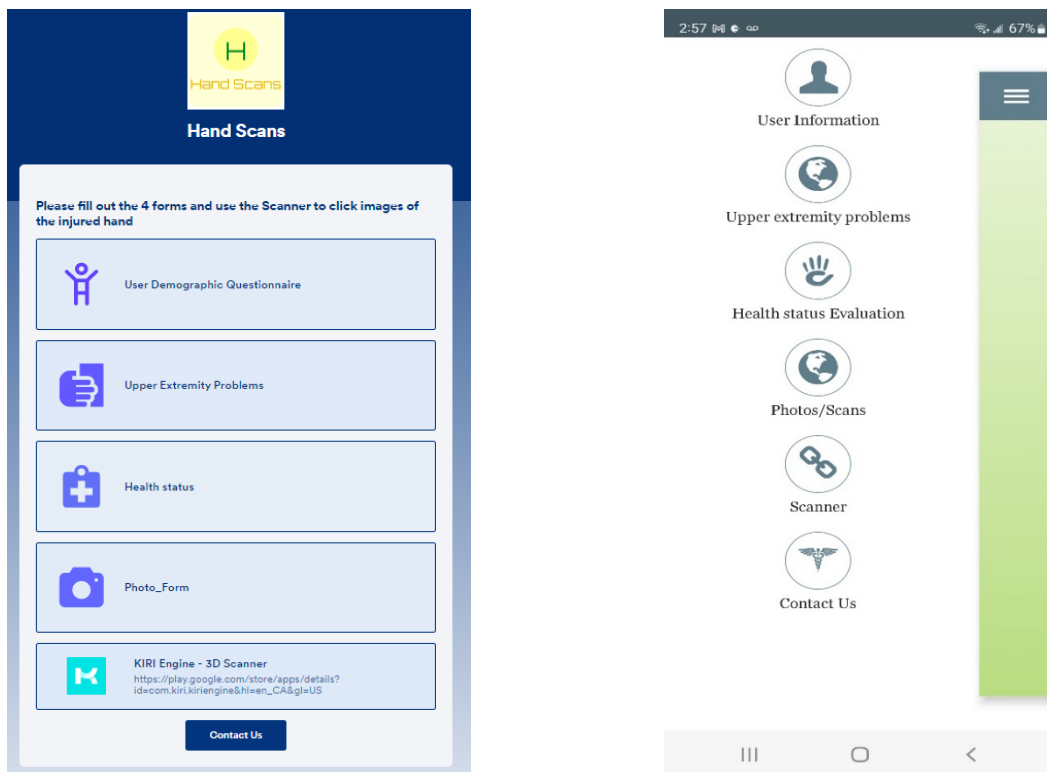 H
Hand Scans
Hand Scans
Please fill out the 4 forms and use the Scanner to click images of
the injured hand
User Demographic Questionnaire
Upper Extremity Problems
Health status
Photo_Form
KIRI Engine - 3D Scanner
https://play.google.com/store/apps/details?
id=com.kiri.kiriengine&hl=en_CA&gl=US
Contact Us
2:57
67%
User Information
Upper extremity problems
Health status Evaluation
Photos/Scans
Scanner
Contact Us